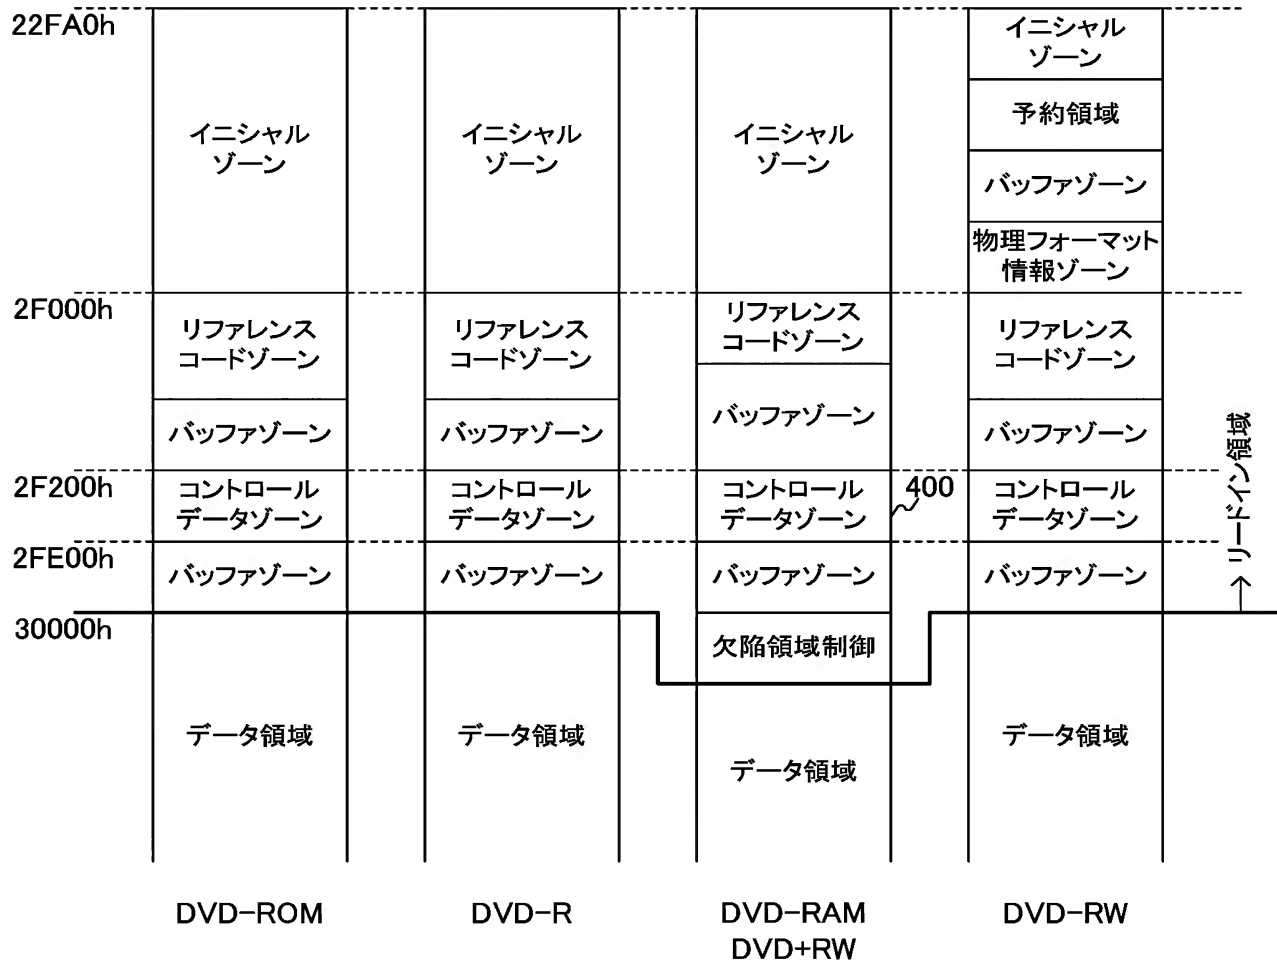 22FA0h
イニシャル
ゾーン
イニシャル
ゾーン
イニシャル
ゾーン
イニシャル
ゾーン
予約領域
バッファゾーン
物理フォーマット
情報ゾーン
2F000h
リファレンス
コードゾーン
リファレンス
コードゾーン
リファレンス
コードゾーン
リファレンス
コードゾーン
バッファゾーン
バッファゾーン
バッファゾーン
バッファゾーン
2F200h
コントロール
データゾーン
コントロール
データゾーン
コントロール
データゾーン
400
コントロール
データゾーン
2FE00h
バッファゾーン
バッファゾーン
バッファゾーン
バッファゾーン
→ リードイン領域
30000h
欠陥領域制御
データ領域
データ領域
データ領域
データ領域
DVD-ROM
DVD-R
DVD-RAM
DVD+RW
DVD-RW